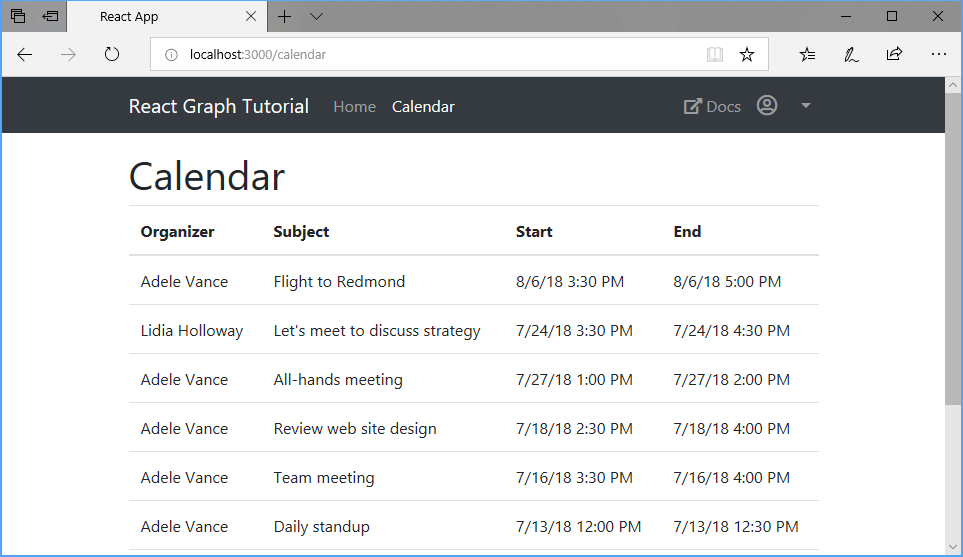 React App
localhost:3000/calendar
React Graph Tutorial Home Calendar Docs
Calendar
Organizer Subject Start End
Adele Vance Flight to Redmond 8/6/18 3:30 PM 8/6/18 5:00 PM
Lidia Holloway Let's meet to discuss strategy 7/24/18 3:30 PM 7/24/18 4:30 PM
Adele Vance All-hands meeting 7/27/18 1:00 PM 7/27/18 2:00 PM
Adele Vance Review web site design 7/18/18 2:30 PM 7/18/18 4:00 PM
Adele Vance Team meeting 7/16/18 3:30 PM 7/16/18 4:00 PM
Adele Vance Daily standup 7/13/18 12:00 PM 7/13/18 12:30 PM